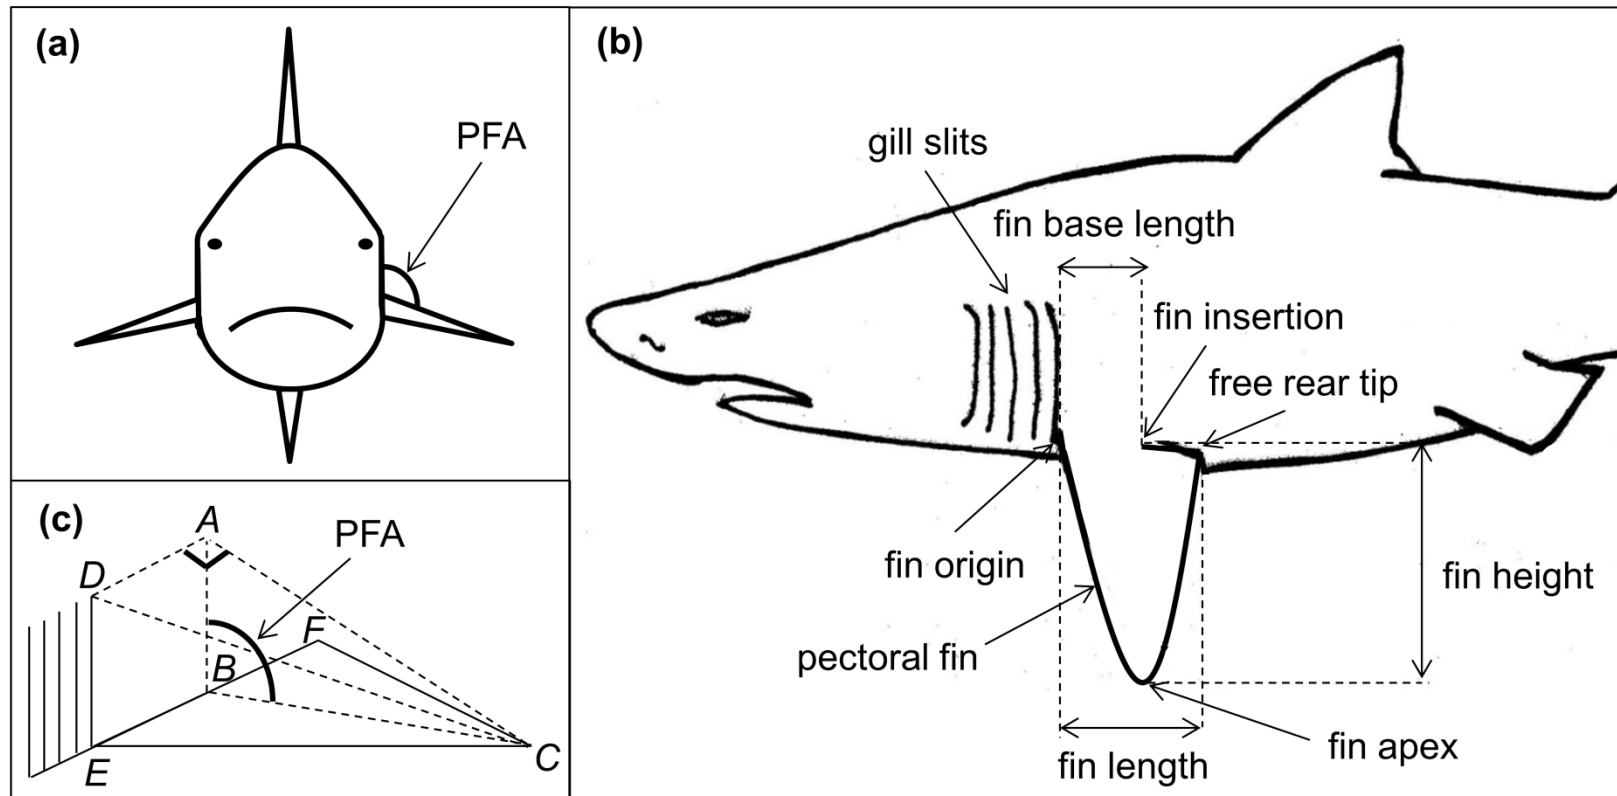 (a)
PFA
(b)
gill slits
fin base length
fin insertion
free rear tip
fin origin
fin height
pectoral fin
fin apex
fin length
(c)
A
PFA
D
F
B
E
C